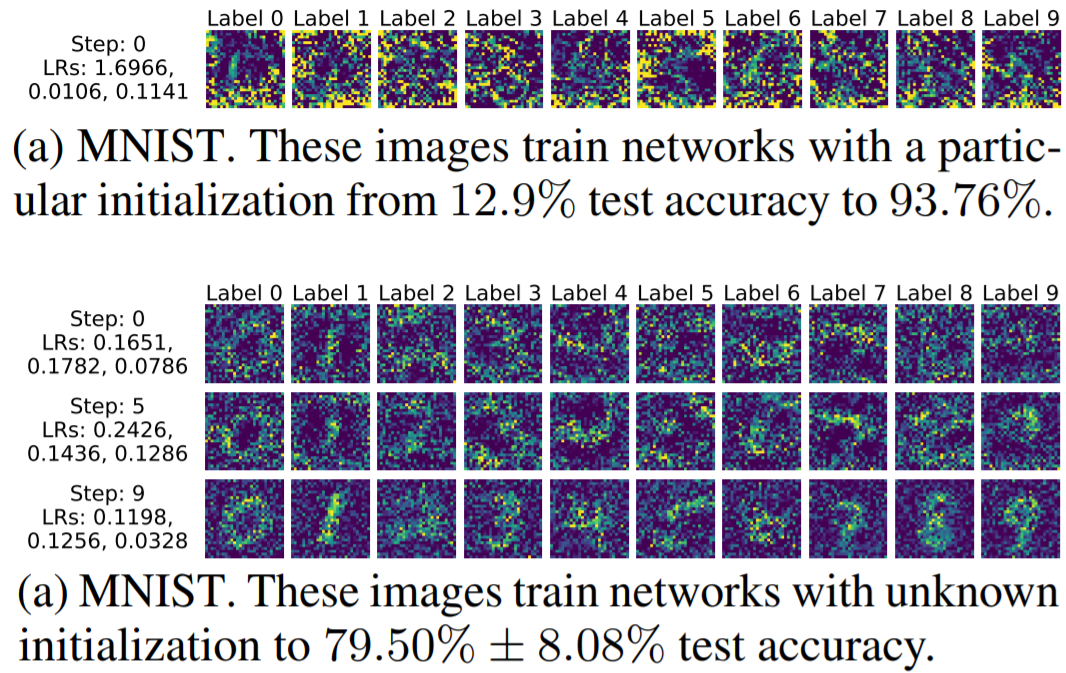 Label 0 Label 1 Label 2 Label 3 Label 4 Label 5 Label 6 Label 7 Label 8 Label 9
Step: 0
LRs: 1.6966,
0.0106, 0.1141
(a) MNIST. These images train networks with a partic-
ular initialization from 12.9% test accuracy to 93.76%.
Label 0 Label 1 Label 2 Label 3 Label 4 Label 5 Label 6 Label 7 Label 8 Label 9
Step: 0
LRs: 0.1651,
0.1782, 0.0786
Step: 5
LRs: 0.2426,
0.1436, 0.1286
Step: 9
LRs: 0.1198,
0.1256, 0.0328
(a) MNIST. These images train networks with unknown
initialization to 79.50% ± 8.08% test accuracy.